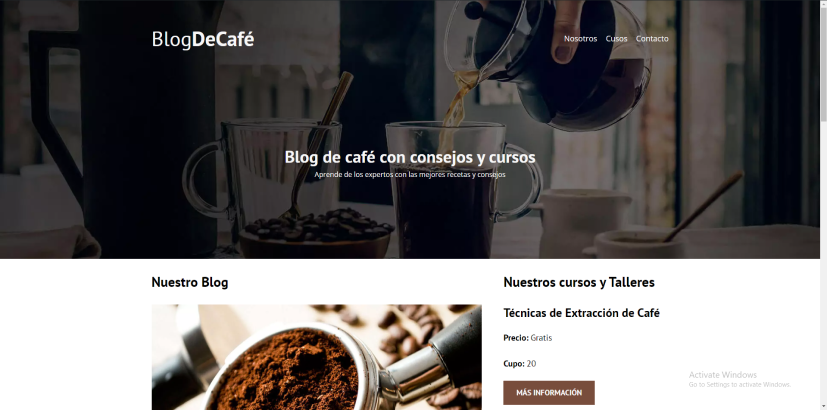 BlogDeCafé
Nosotros Cusos Contacto
Blog de café con consejos y cursos
Aprende de los expertos con las mejores recetas y consejos
Nuestro Blog
Nuestros cursos y Talleres
Técnicas de Extracción de Café
Precio: Gratis
Cupo: 20
MÁS INFORMACIÓN
Activate Windows
Go to Settings to activate Windows.